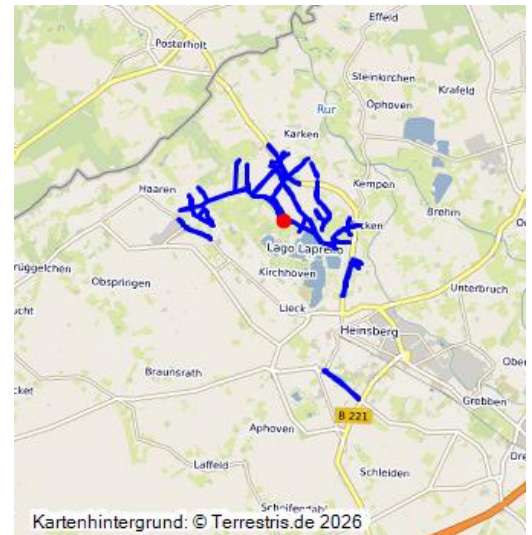 Effeld
Posterholt
Steinkirchen
Krafeld
Rur
Ophoven
Karken
Haaren
Kempen
Brehm
Lago Laprello
Kirchhoven
Unterbruch
Obspringen
Lieck
Heinsberg
Braunsrath
Grebben
B 221
Aphoven
Laffeld
Schleiden
Scheifendahl
Kartenhintergrund: © Terrestris.de 2026